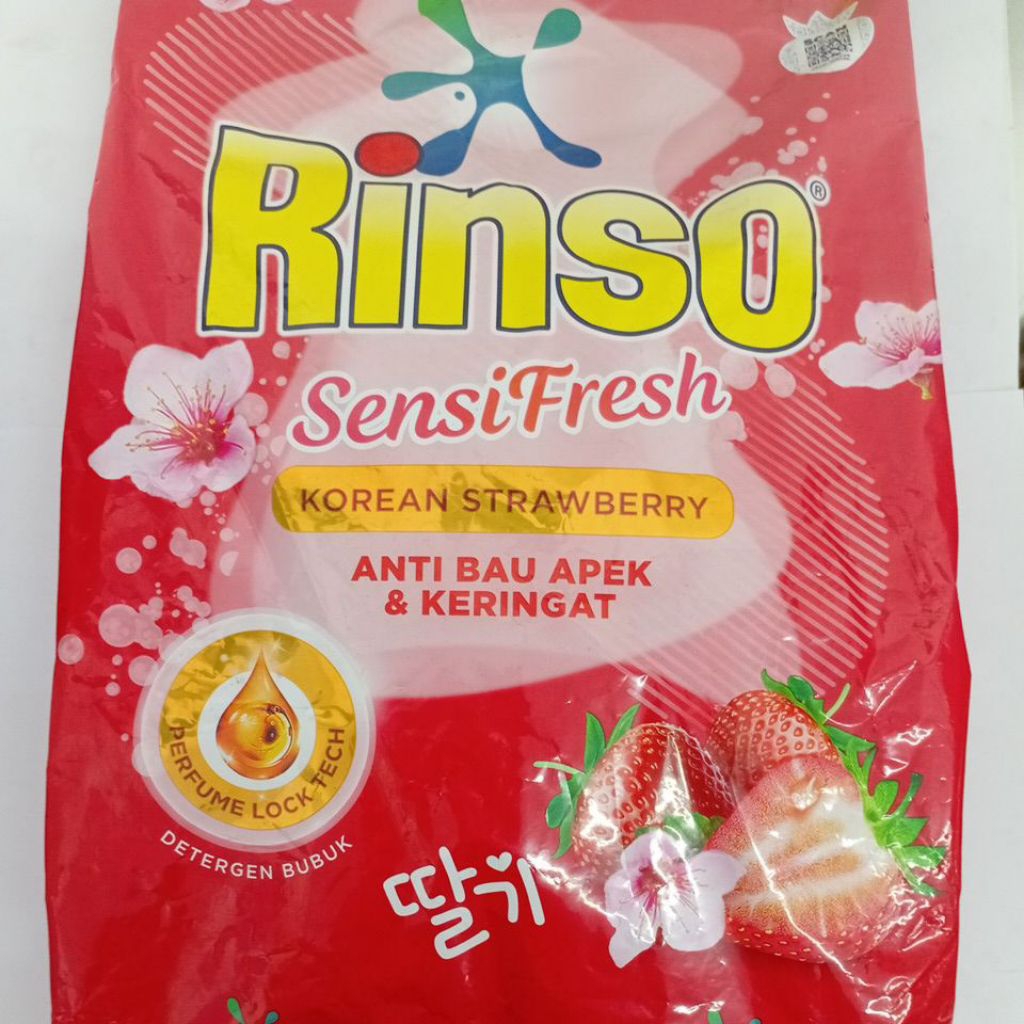 Rinso®
SensiFresh
KOREAN STRAWBERRY
ANTI BAU APEK
& KERINGAT
PERFUME LOCK TECH
DETERGEN BUBUK
딸기